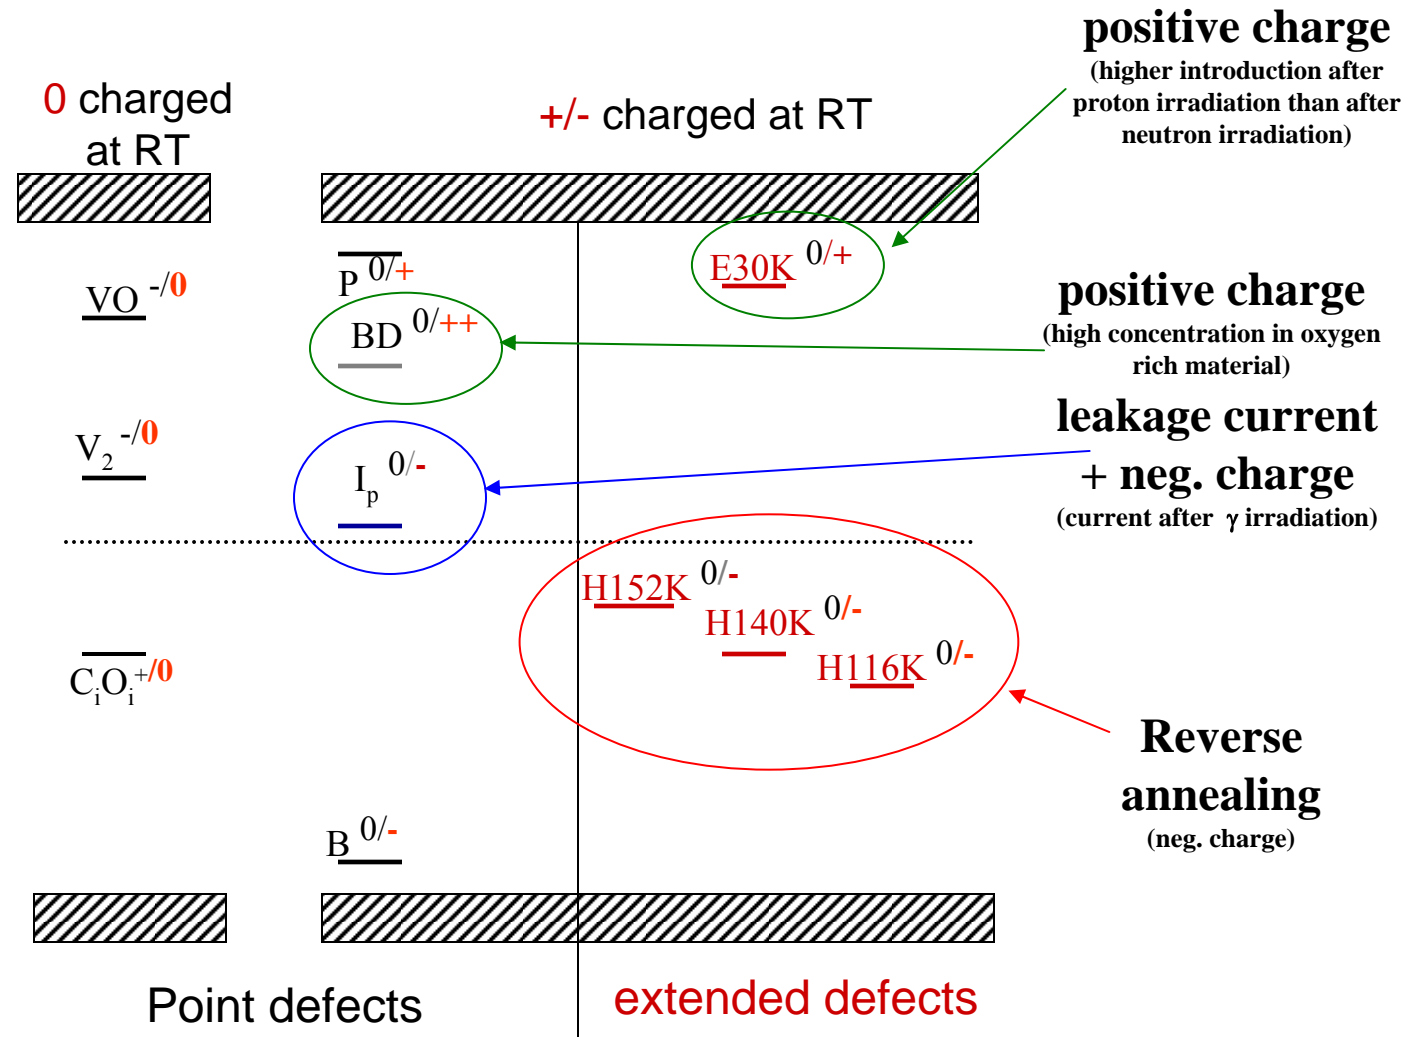 0 charged
at RT
+/- charged at RT
positive charge
(higher introduction after
proton irradiation than after
neutron irradiation)
VO -/0
P 0/+
BD 0/++
E30K 0/+
positive charge
(high concentration in oxygen
rich material)
V2 -/0
Ip 0/-
leakage current
+ neg. charge
(current after γ irradiation)
H152K 0/-
H140K 0/-
H116K 0/-
CiOi+/0
Reverse
annealing
(neg. charge)
B 0/-
Point defects
extended defects